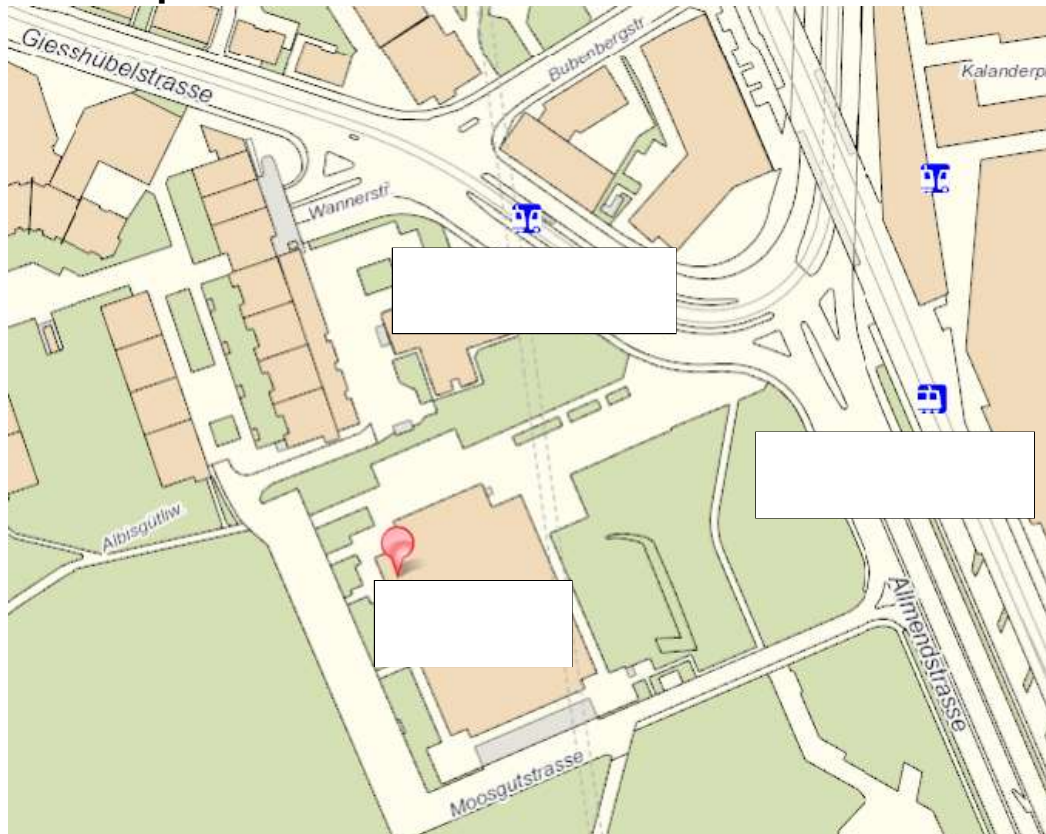 Giesshübelstrasse
Bubenbergstr.
Kalanderp
Wannerstr.
Albisgütliw.
Allmendstrasse
Moosgutstrasse